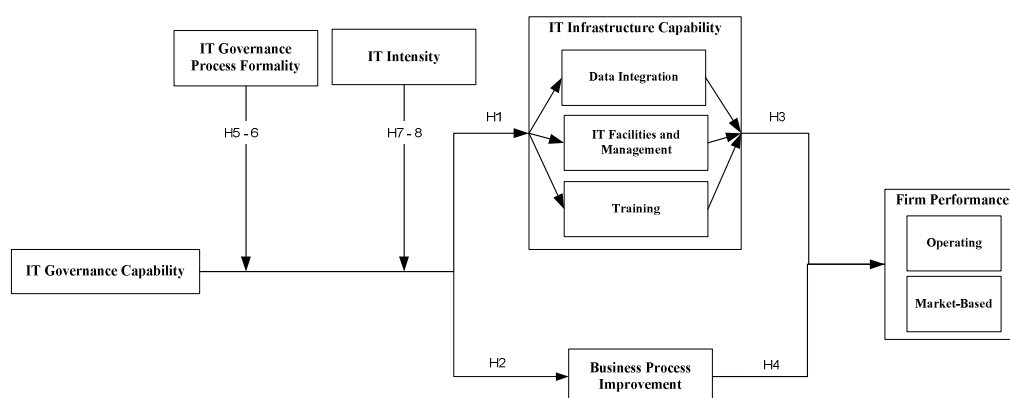 IT Governance
Process Formality
IT Intensity
IT Infrastructure Capability
Data Integration
IT Facilities and
Management
Training
H5 - 6
H7 - 8
H1
H3
IT Governance Capability
Firm Performance
Operating
Market-Based
H2
Business Process
Improvement
H4